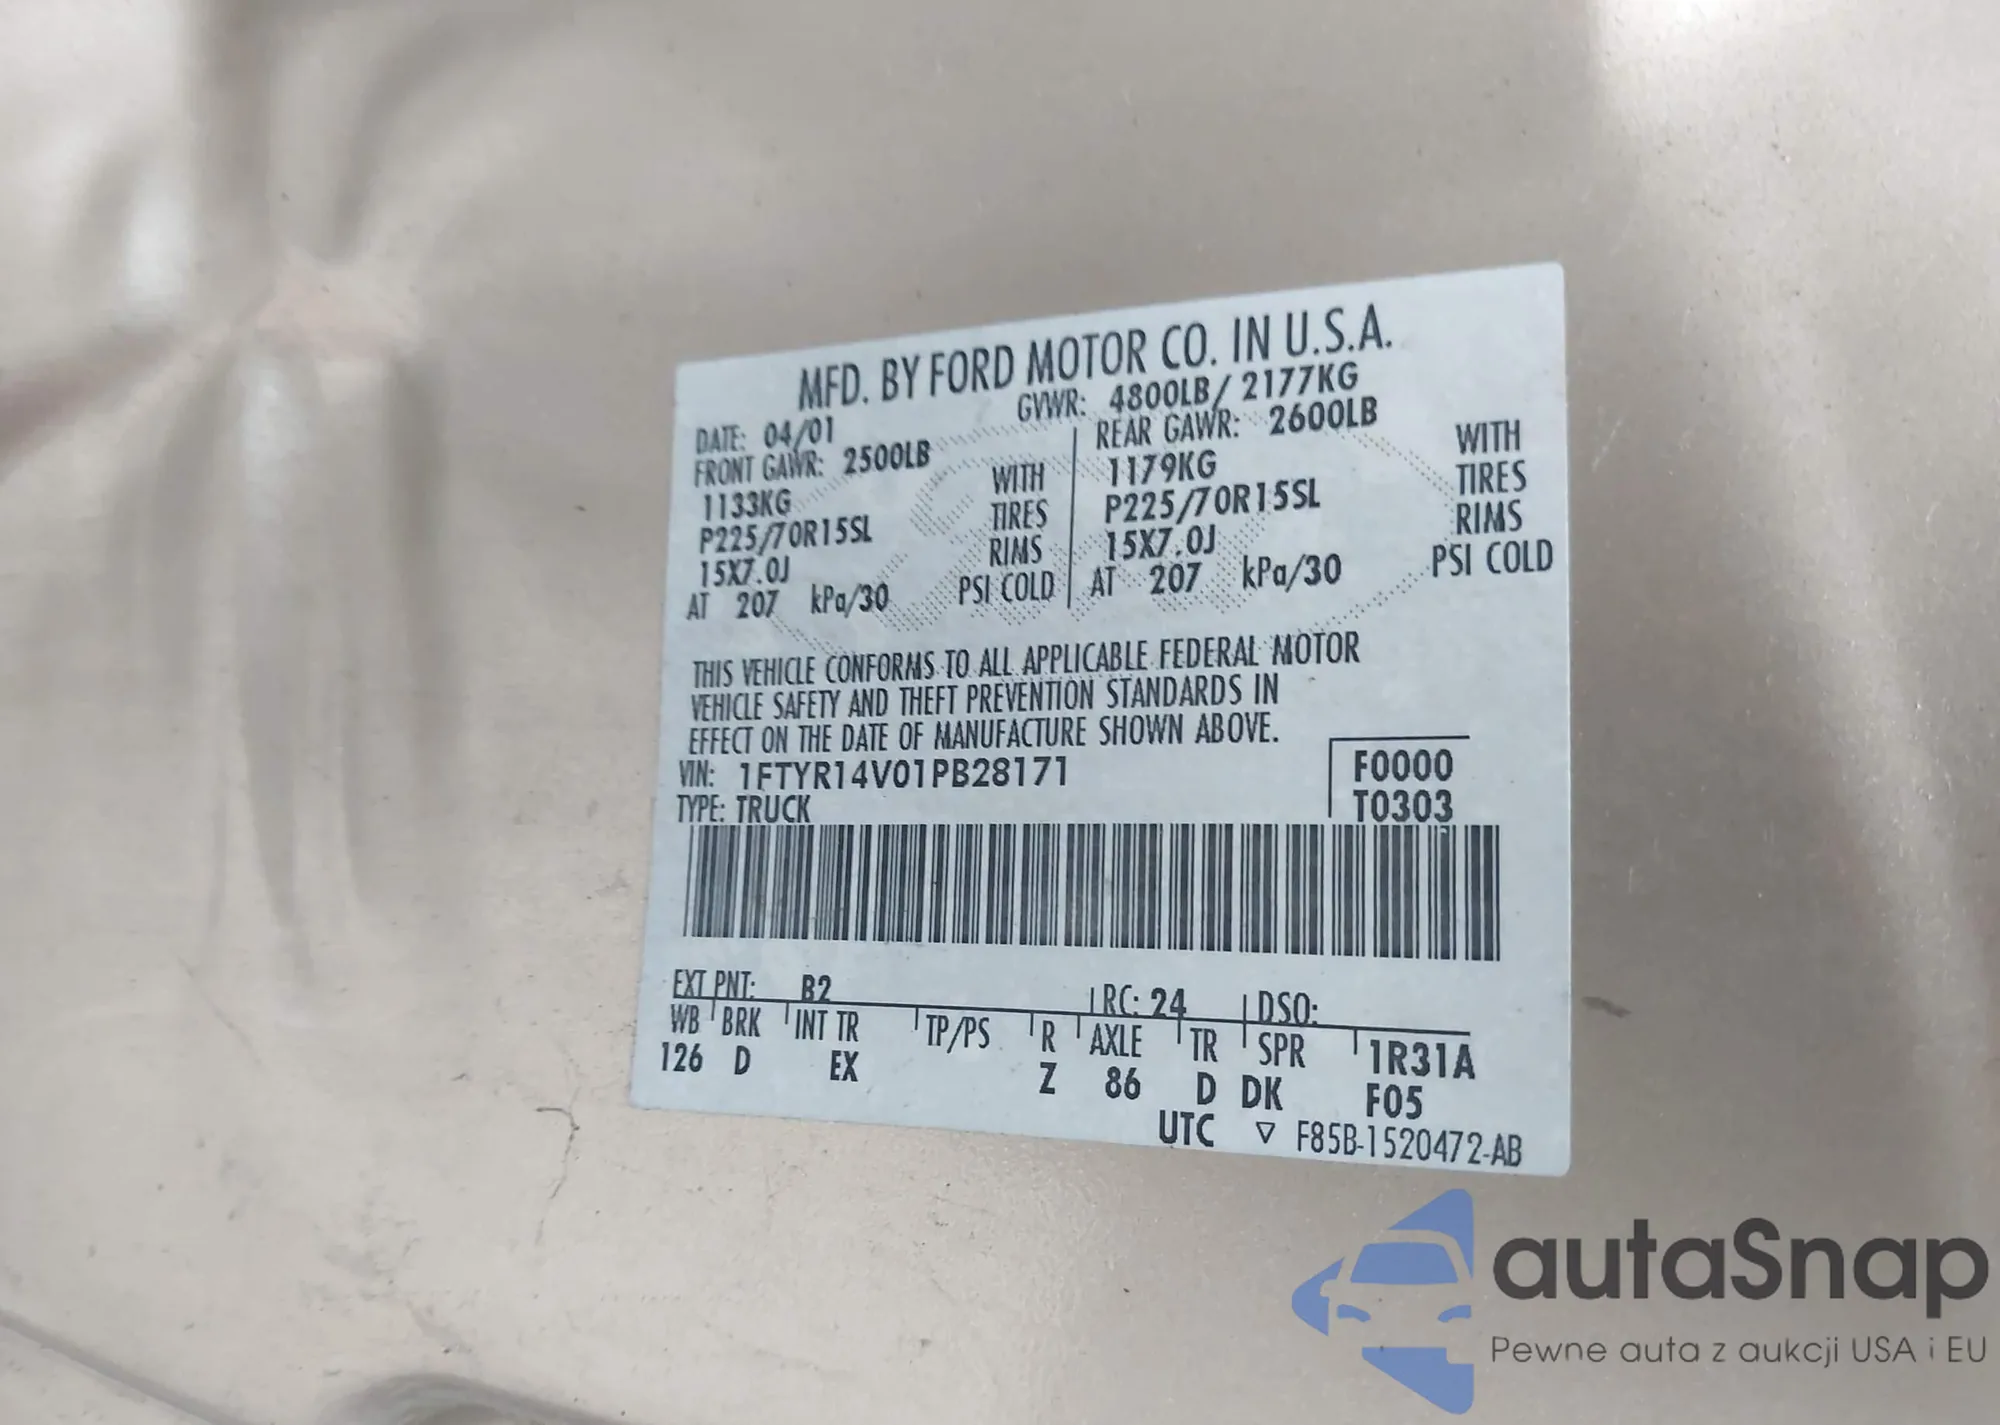 MFD. BY FORD MOTOR CO. IN U.S.A.
DATE: 04/01 GVWR: 4800LB/ 2177KG
FRONT GAWR: 2500LB REAR GAWR: 2600LB
1133KG WITH 1179KG WITH
P225/70R15SL TIRES P225/70R15SL TIRES
15X7.0J RIMS 15X7.0J RIMS
AT 207 kPa/30 PSI COLD AT 207 kPa/30 PSI COLD
THIS VEHICLE CONFORMS TO ALL APPLICABLE FEDERAL MOTOR
VEHICLE SAFETY AND THEFT PREVENTION STANDARDS IN
EFFECT ON THE DATE OF MANUFACTURE SHOWN ABOVE.
VIN: 1FTYR14V01PB28171 F0000
TYPE: TRUCK T0303
EXT PNT: B2 RC: 24 DSO:
WB BRK INT TR TP/PS R AXLE TR SPR 1R31A
126 D EX Z 86 D DK F05
UTC ▽ F85B-1520472-AB
autaSnap
Pewne auta z aukcji USA i EU